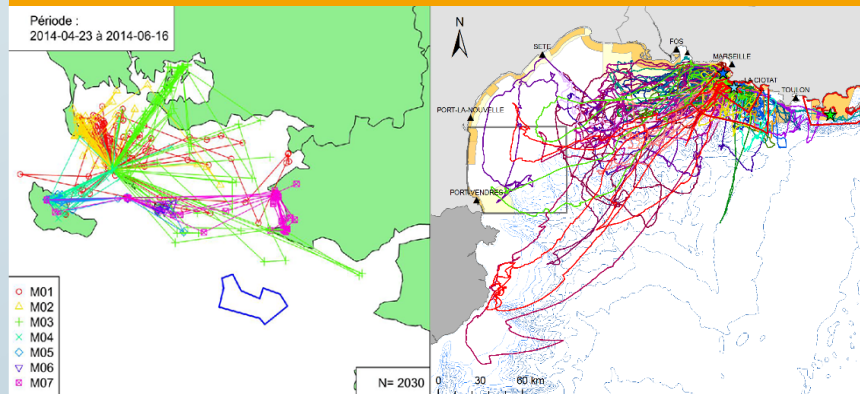 Période :
2014-04-23 à 2014-06-16
M01
M02
M03
M04
M05
M06
M07
N= 2030
N
SETE
FOS
MARSEILLE
LA CIOTAT
TOULON
PORT-LA-NOUVELLE
PORT-VENDRES
0 30 60 km